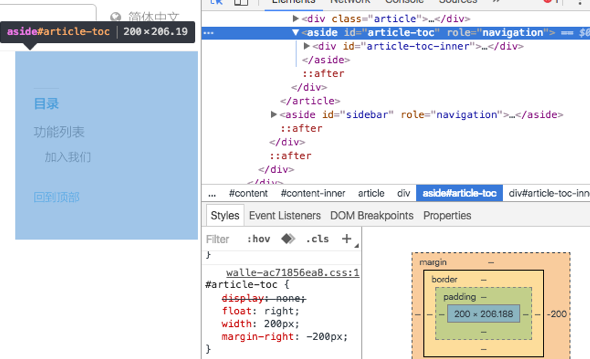 简体中文
aside#article-toc | 200×206.19
目录
功能列表
加入我们
回到顶部
Elements Network Console
▶<div class="article">…</div>
… ▼<aside id="article-toc" role="navigation"> == $0
▶<div id="article-toc-inner">…</div>
</aside>
::after
</div>
</article>
▶<aside id="sidebar" role="navigation">…</aside>
::after
</div>
::after
</div>
</div>
... #content #content-inner article div aside#article-toc div#article-toc-inn
Styles Event Listeners DOM Breakpoints Properties
Filter :hov .cls +
}
walle-ac71856ea8.css:1
#article-toc {
display: none;
float: right;
width: 200px;
margin-right: -200px;
}
margin –
border –
padding –
– – – 200 × 206.188 – – -200
–
–